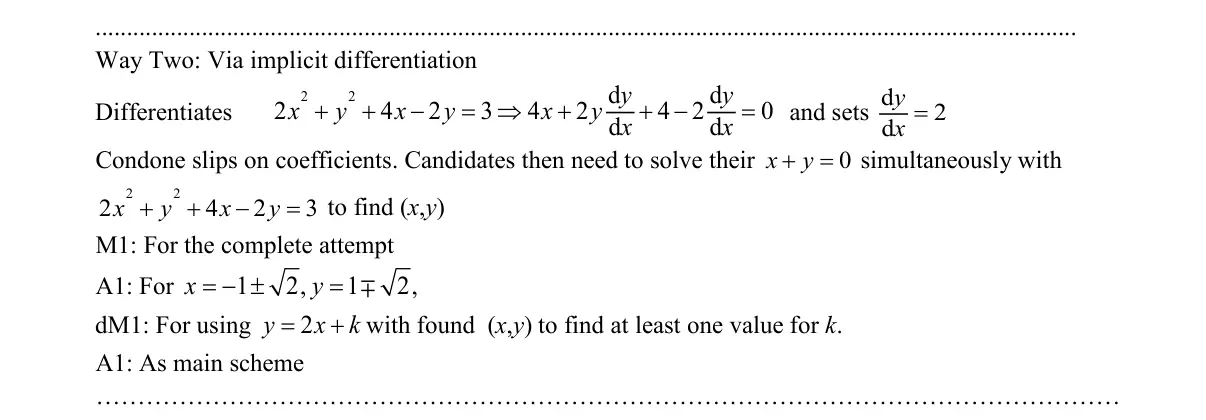 Way Two: Via implicit differentiation
Differentiates 2x² + y² + 4x − 2y = 3 ⇒ 4x + 2y dy/dx + 4 − 2 dy/dx = 0 and sets dy/dx = 2
Condone slips on coefficients. Candidates then need to solve their x + y = 0 simultaneously with
2x² + y² + 4x − 2y = 3 to find (x,y)
M1: For the complete attempt
A1: For x = −1 ± √2, y = 1 ∓ √2,
dM1: For using y = 2x + k with found (x,y) to find at least one value for k.
A1: As main scheme